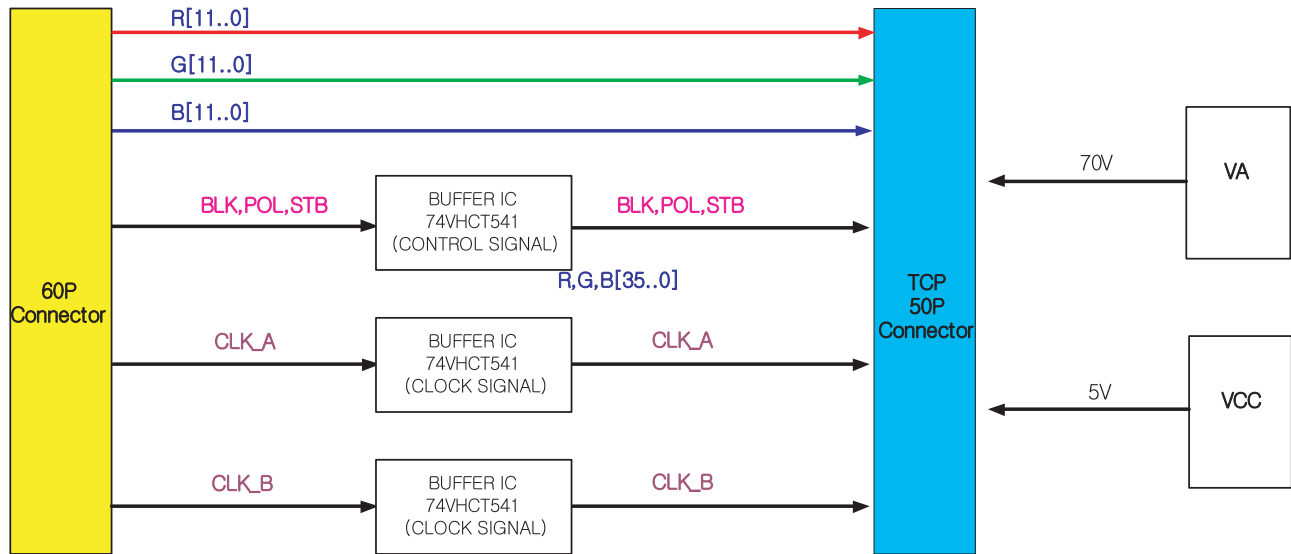 R[11..0]
G[11..0]
B[11..0]
BLK,POL,STB
BUFFER IC
74VHCT541
(CONTROL SIGNAL)
BLK,POL,STB
R,G,B[35..0]
60P
Connector
CLK_A
BUFFER IC
74VHCT541
(CLOCK SIGNAL)
CLK_A
CLK_B
BUFFER IC
74VHCT541
(CLOCK SIGNAL)
CLK_B
TCP
50P
Connector
70V
VA
5V
VCC